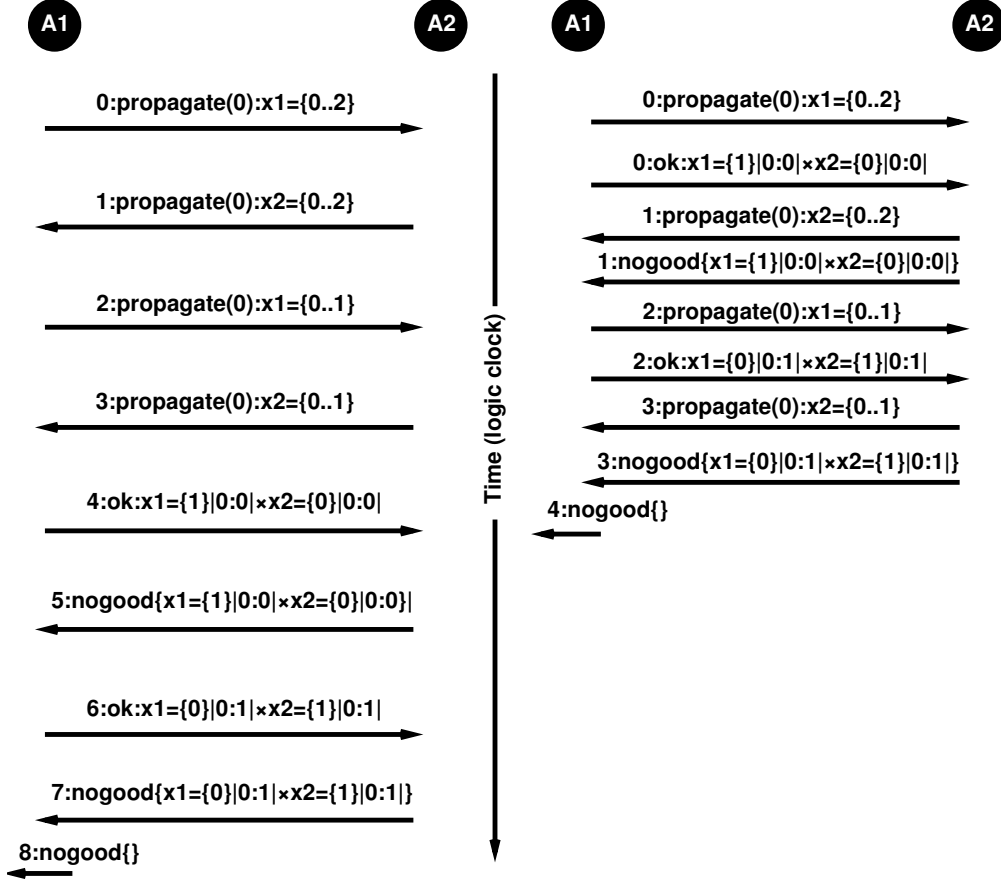 A1
A2
0:propagate(0):x1={0..2}
1:propagate(0):x2={0..2}
2:propagate(0):x1={0..1}
3:propagate(0):x2={0..1}
4:ok:x1={1}|0:0|×x2={0}|0:0|
5:nogood{x1={1}|0:0|×x2={0}|0:0}|
6:ok:x1={0}|0:1|×x2={1}|0:1|
7:nogood{x1={0}|0:1|×x2={1}|0:1|}
8:nogood{}
Time (logic clock)
A1
A2
0:propagate(0):x1={0..2}
0:ok:x1={1}|0:0|×x2={0}|0:0|
1:propagate(0):x2={0..2}
1:nogood{x1={1}|0:0|×x2={0}|0:0|}
2:propagate(0):x1={0..1}
2:ok:x1={0}|0:1|×x2={1}|0:1|
3:propagate(0):x2={0..1}
3:nogood{x1={0}|0:1|×x2={1}|0:1|}
4:nogood{}